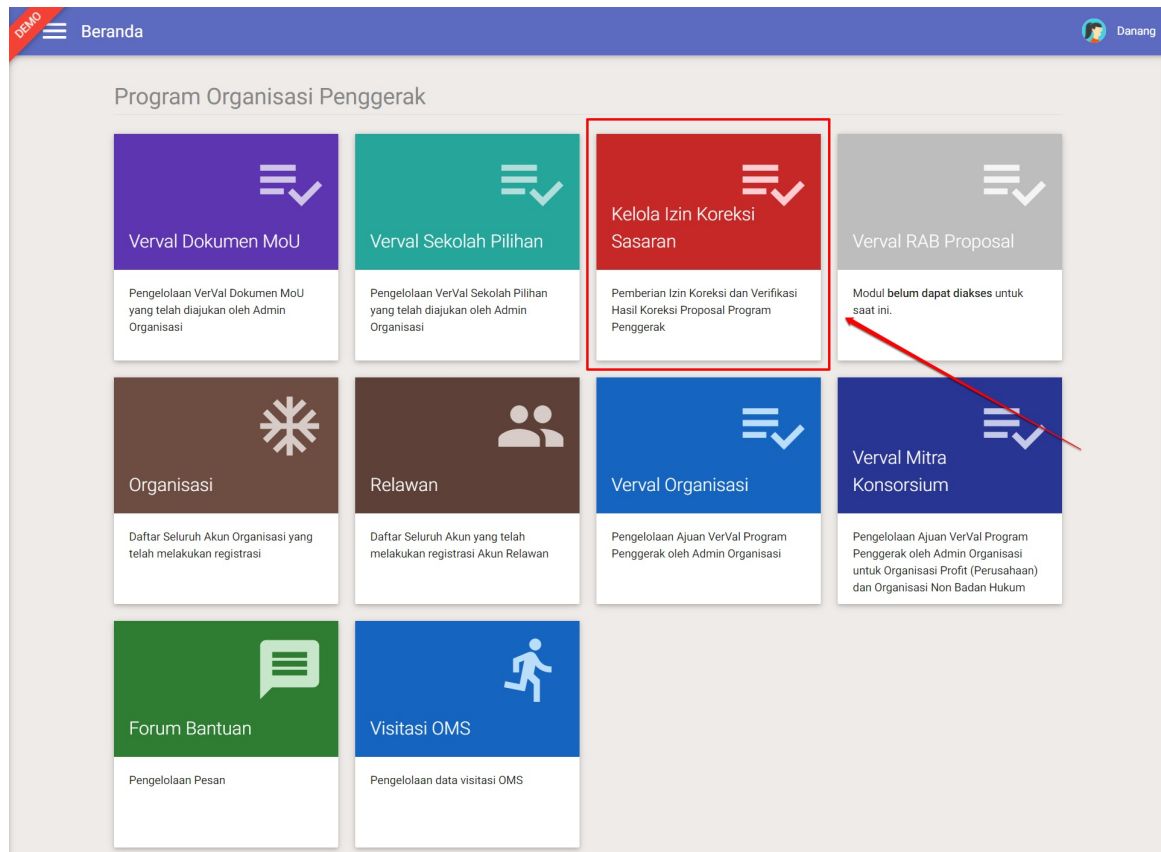 DEMO
Beranda
Danang
Program Organisasi Penggerak
Verval Dokumen MoU
Pengelolaan VerVal Dokumen MoU
yang telah diajukan oleh Admin
Organisasi
Verval Sekolah Pilihan
Pengelolaan VerVal Sekolah Pilihan
yang telah diajukan oleh Admin
Organisasi
Kelola Izin Koreksi
Sasaran
Pemberian Izin Koreksi dan Verifikasi
Hasil Koreksi Proposal Program
Penggerak
Verval RAB Proposal
Modul belum dapat diakses untuk
saat ini.
Organisasi
Daftar Seluruh Akun Organisasi yang
telah melakukan registrasi
Relawan
Daftar Seluruh Akun yang telah
melakukan registrasi Akun Relawan
Verval Organisasi
Pengelolaan Ajuan VerVal Program
Penggerak oleh Admin Organisasi
Verval Mitra
Konsorsium
Pengelolaan Ajuan VerVal Program
Penggerak oleh Admin Organisasi
untuk Organisasi Profit (Perusahaan)
dan Organisasi Non Badan Hukum
Forum Bantuan
Pengelolaan Pesan
Visitasi OMS
Pengelolaan data visitasi OMS